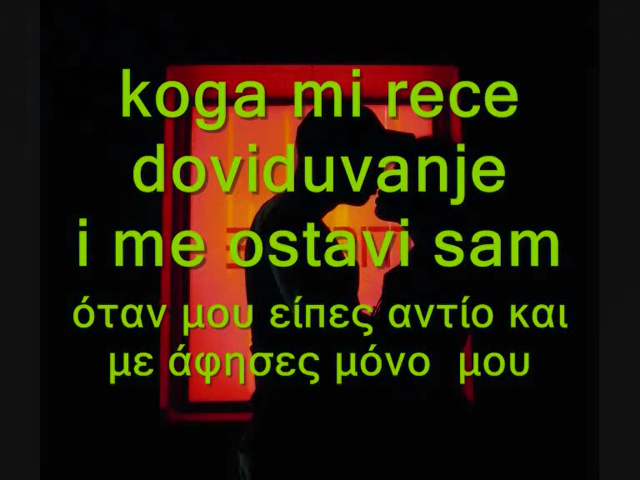 koga mi rece
doviduvanje
i me ostavi sam
όταν μου είπες αντίο και
με άφησες μόνο μου